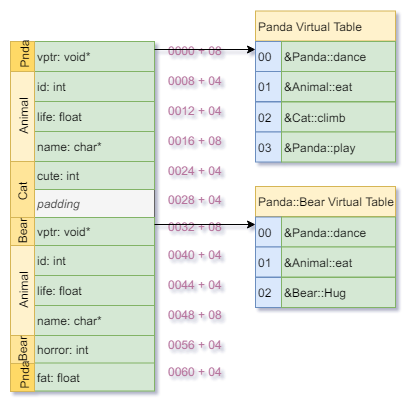 Pnda
vptr: void*
0000 + 08
Animal
id: int
0008 + 04
life: float
0012 + 04
name: char*
0016 + 08
Cat
cute: int
0024 + 04
padding
0028 + 04
Bear
vptr: void*
0032 + 08
Animal
id: int
0040 + 04
life: float
0044 + 04
name: char*
0048 + 08
Bear
horror: int
0056 + 04
Pnda
fat: float
0060 + 04
Panda Virtual Table
00 &Panda::dance
01 &Animal::eat
02 &Cat::climb
03 &Panda::play
Panda::Bear Virtual Table
00 &Panda::dance
01 &Animal::eat
02 &Bear::Hug